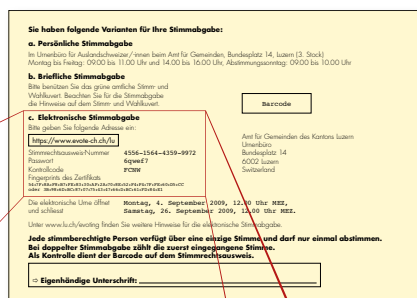 Sie haben folgende Varianten für Ihre Stimmabgabe:
a. Persönliche Stimmabgabe
Im Urnenbüro für Auslandschweizer/-innen beim Amt für Gemeinden, Bundesplatz 14, Luzern (3. Stock)
Montag bis Freitag: 09.00 bis 11.00 Uhr und 14.00 bis 16.00 Uhr, Abstimmungssonntag: 09.00 bis 10.00 Uhr
b. Briefliche Stimmabgabe
Bitte benützen Sie das grüne amtliche Stimm- und
Wahlkuvert. Beachten Sie für die Stimmabgabe
die Hinweise auf dem Stimm- und Wahlkuvert.
Barcode
c. Elektronische Stimmabgabe
Bitte geben Sie folgende Adresse ein:
https://www.evote-ch.ch/lu
Stimmrechtsausweis-Nummer 4556-1564-4359-9972
Passwort 6qwef7
Kontrollcode FCNW
Fingerprints des Zertifikats
oder
Amt für Gemeinden des Kantons Luzern
Urnenbüro
Bundesplatz 14
6002 Luzern
Switzerland
Die elektronische Urne öffnet Montag, 4. September 2009, 12.00 Uhr MEZ,
und schliesst Samstag, 26. September 2009, 12.00 Uhr MEZ.
Unter www.lu.ch/evoting finden Sie weitere Hinweise für die elektronische Stimmabgabe.
Jede stimmberechtigte Person verfügt über eine einzige Stimme und darf nur einmal abstimmen.
Bei doppelter Stimmabgabe zählt die zuerst eingegangene Stimme.
Als Kontrolle dient der Barcode auf dem Stimmrechtsausweis.
⇨ Eigenhändige Unterschrift: